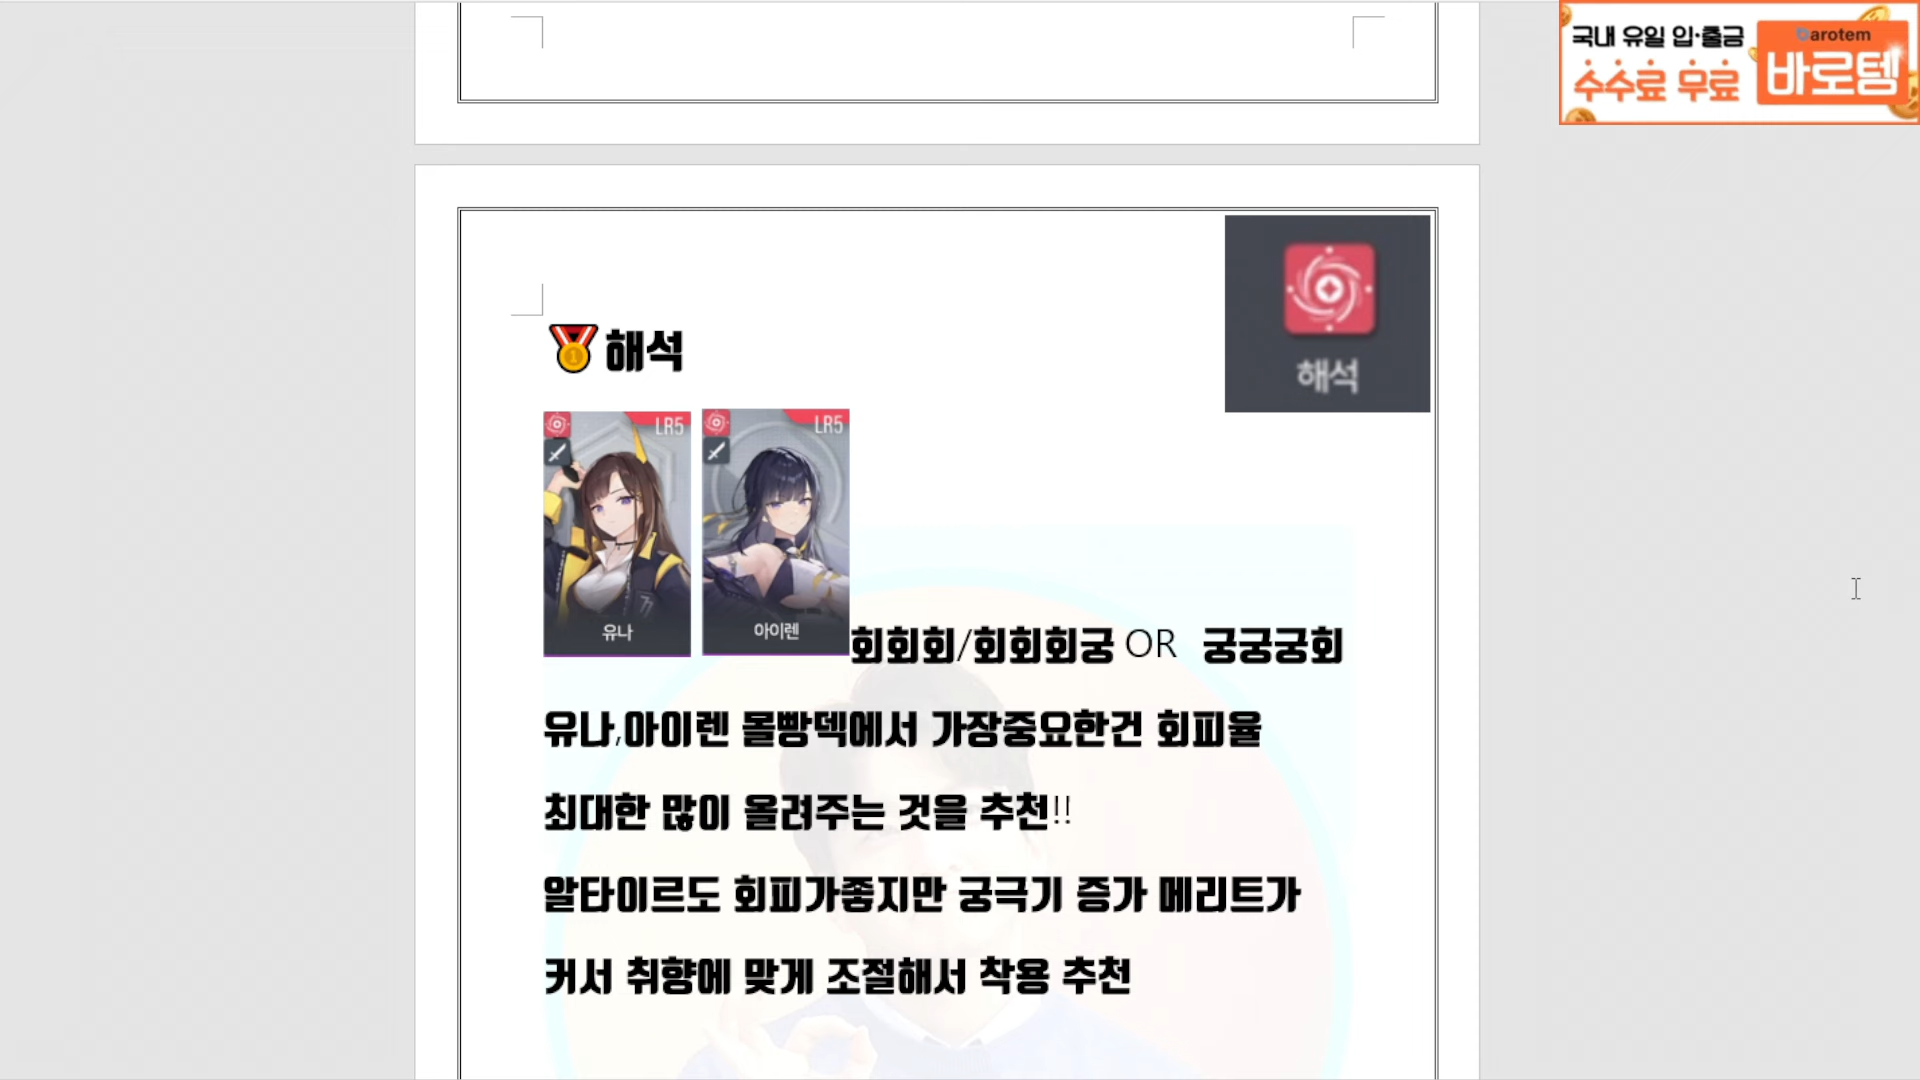 국내 유일 입·출금
수수료 무료
barotem
바로템
해석
해석
LR5
유나
LR5
아이렌
회회회/회회회궁 OR 궁궁궁회
유나,아이렌 몰빵덱에서 가장중요한건 회피율
최대한 많이 올려주는 것을 추천!!
알타이르도 회피가좋지만 궁극기 증가 메리트가
커서 취향에 맞게 조절해서 착용 추천